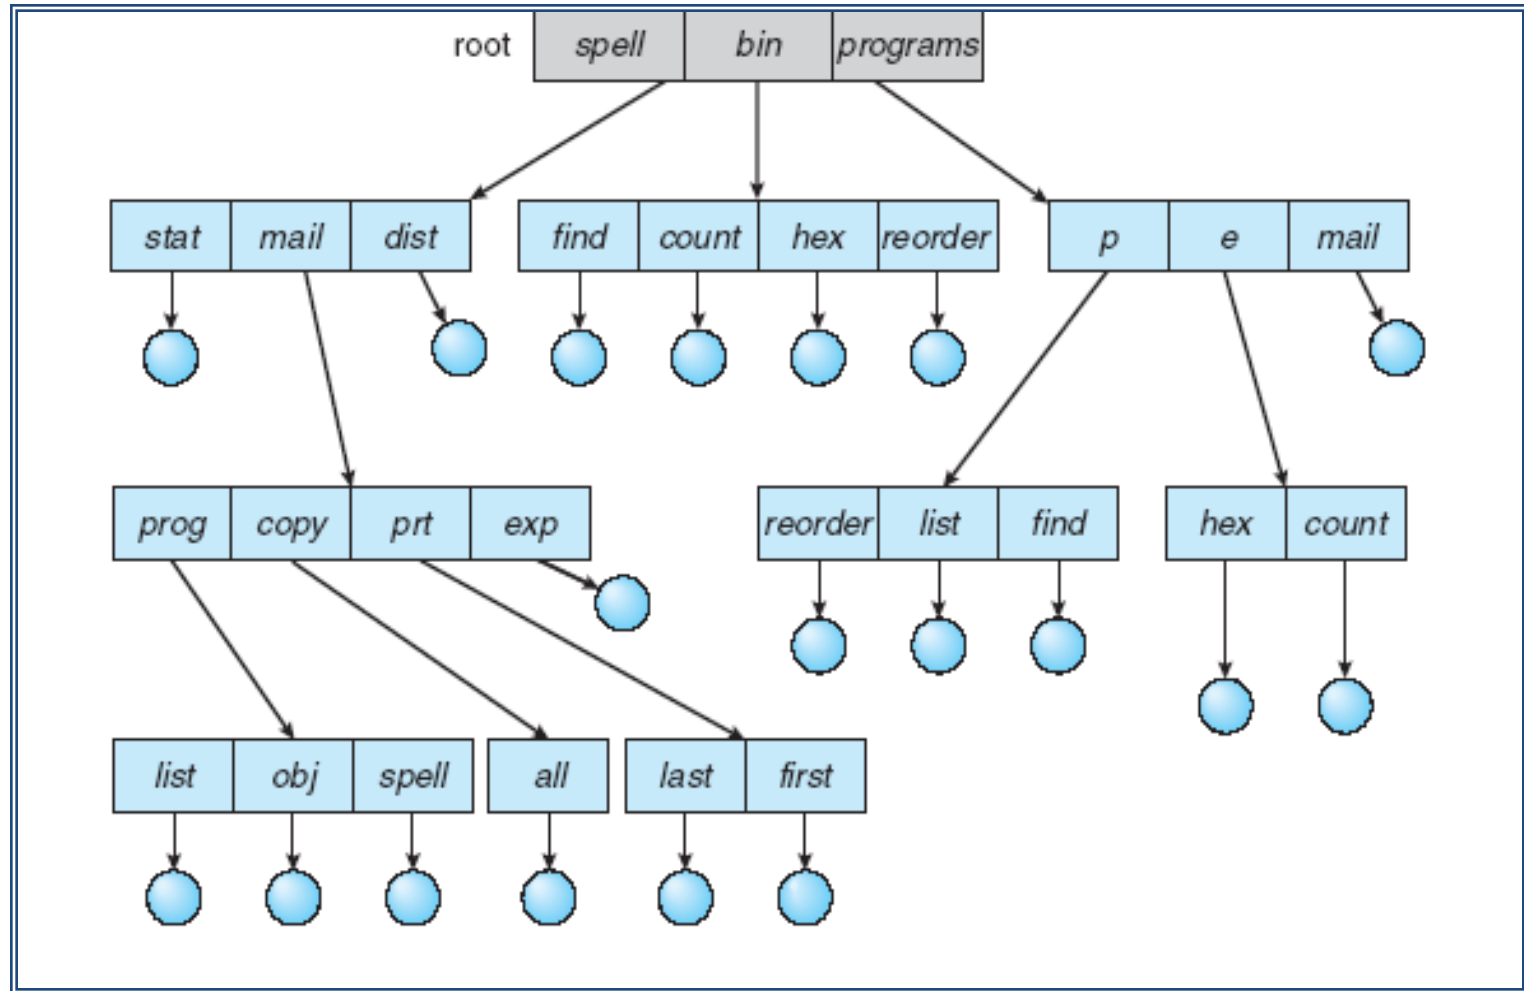 root spell bin programs
stat mail dist find count hex reorder p e mail
prog copy prt exp reorder list find hex count
list obj spell all last first